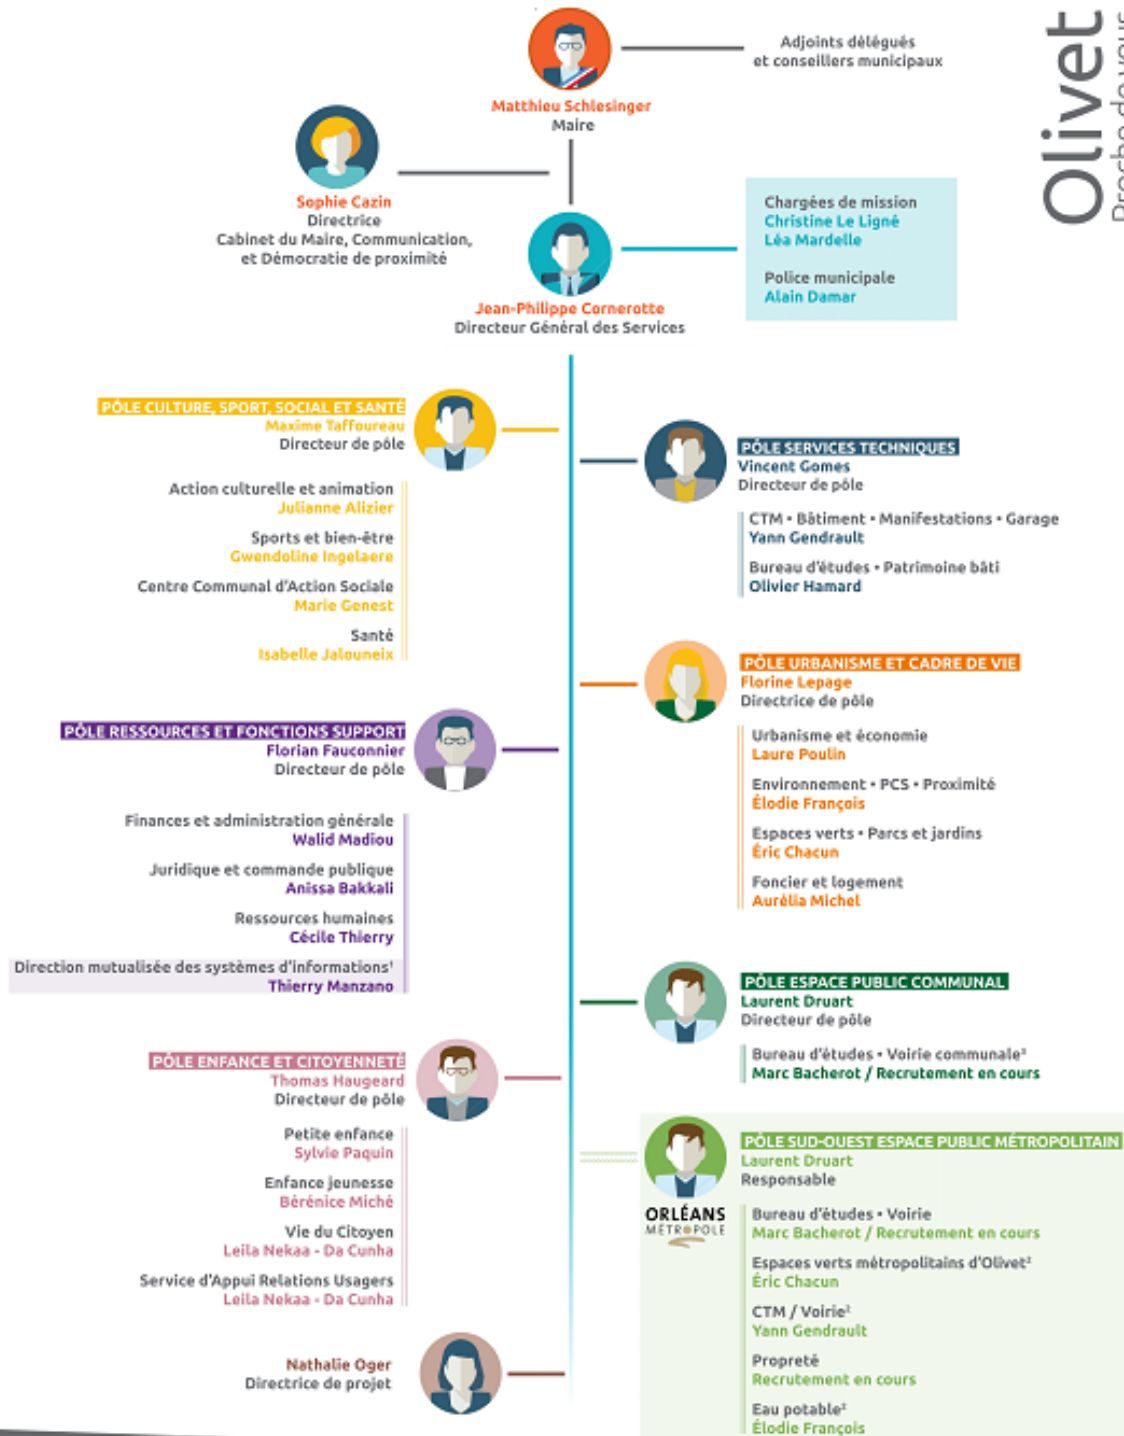 Adjoints délégués
et conseillers municipaux
Olivet
Proche de vous
Matthieu Schlesinger
Maire
Sophie Cazin
Directrice
Cabinet du Maire, Communication,
et Démocratie de proximité
Chargées de mission
Christine Le Ligné
Léa Mardelle
Police municipale
Alain Damar
Jean-Philippe Cornerotte
Directeur Général des Services
PÔLE CULTURE, SPORT, SOCIAL ET SANTÉ
Maxime Taffoureau
Directeur de pôle
Action culturelle et animation
Julianne Alizier
Sports et bien-être
Gwendoline Ingelaere
Centre Communal d'Action Sociale
Marie Genest
Santé
Isabelle Jalouneix
PÔLE RESSOURCES ET FONCTIONS SUPPORT
Florian Fauconnier
Directeur de pôle
Finances et administration générale
Walid Madiou
Juridique et commande publique
Anissa Bakkali
Ressources humaines
Cécile Thierry
Direction mutualisée des systèmes d'informations¹
Thierry Manzano
PÔLE ENFANCE ET CITOYENNETÉ
Thomas Haugeard
Directeur de pôle
Petite enfance
Sylvie Paquin
Enfance jeunesse
Bérénice Miché
Vie du Citoyen
Leila Nekaa - Da Cunha
Service d'Appui Relations Usagers
Leila Nekaa - Da Cunha
Nathalie Oger
Directrice de projet
PÔLE SERVICES TECHNIQUES
Vincent Gomes
Directeur de pôle
CTM • Bâtiment • Manifestations • Garage
Yann Gendrault
Bureau d'études • Patrimoine bâti
Olivier Hamard
PÔLE URBANISME ET CADRE DE VIE
Florine Lepage
Directrice de pôle
Urbanisme et économie
Laure Poulin
Environnement • PCS • Proximité
Élodie François
Espaces verts • Parcs et jardins
Éric Chacun
Foncier et logement
Aurélia Michel
PÔLE ESPACE PUBLIC COMMUNAL
Laurent Druart
Directeur de pôle
Bureau d'études • Voirie communale²
Marc Bacherot / Recrutement en cours
PÔLE SUD-OUEST ESPACE PUBLIC MÉTROPOLITAIN
Laurent Druart
Responsable
ORLÉANS
MÉTROPOLE
Bureau d'études • Voirie
Marc Bacherot / Recrutement en cours
Espaces verts métropolitains d'Olivet²
Éric Chacun
CTM / Voirie²
Yann Gendrault
Propreté
Recrutement en cours
Eau potable²
Élodie François